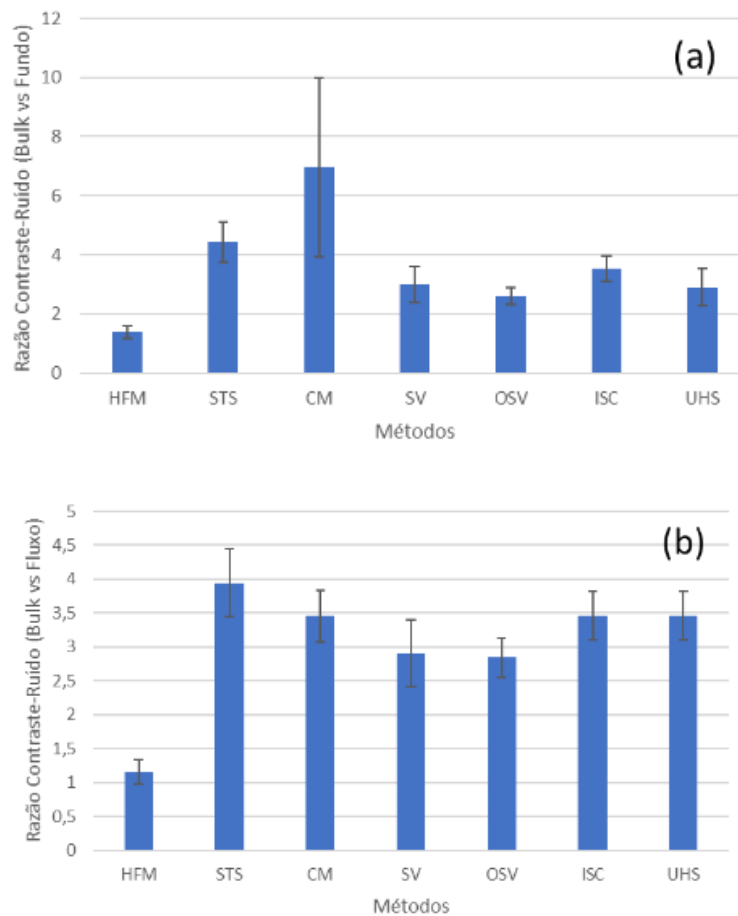 (a)
Razão Contraste-Ruído (Bulk vs Fundo)
12
10
8
6
4
2
0
HFM STS CM SV OSV ISC UHS
Métodos
(b)
Razão Contraste-Ruído (Bulk vs Fluxo)
5
4,5
4
3,5
3
2,5
2
1,5
1
0,5
0
HFM STS CM SV OSV ISC UHS
Métodos